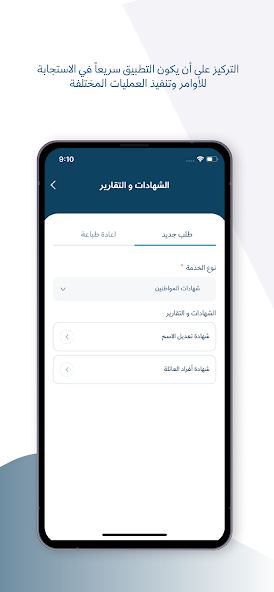 التركيز على أن يكون التطبيق سريعاً في الاستجابة
للأوامر وتنفيذ العمليات المختلفة
9:10
الشهادات و التقارير
طلب جديد
اعادة طباعة
نوع الخدمة *
شهادات المواطنين
الشهادات و التقارير
شهادة تعديل الاسم
شهادة أفراد العائلة